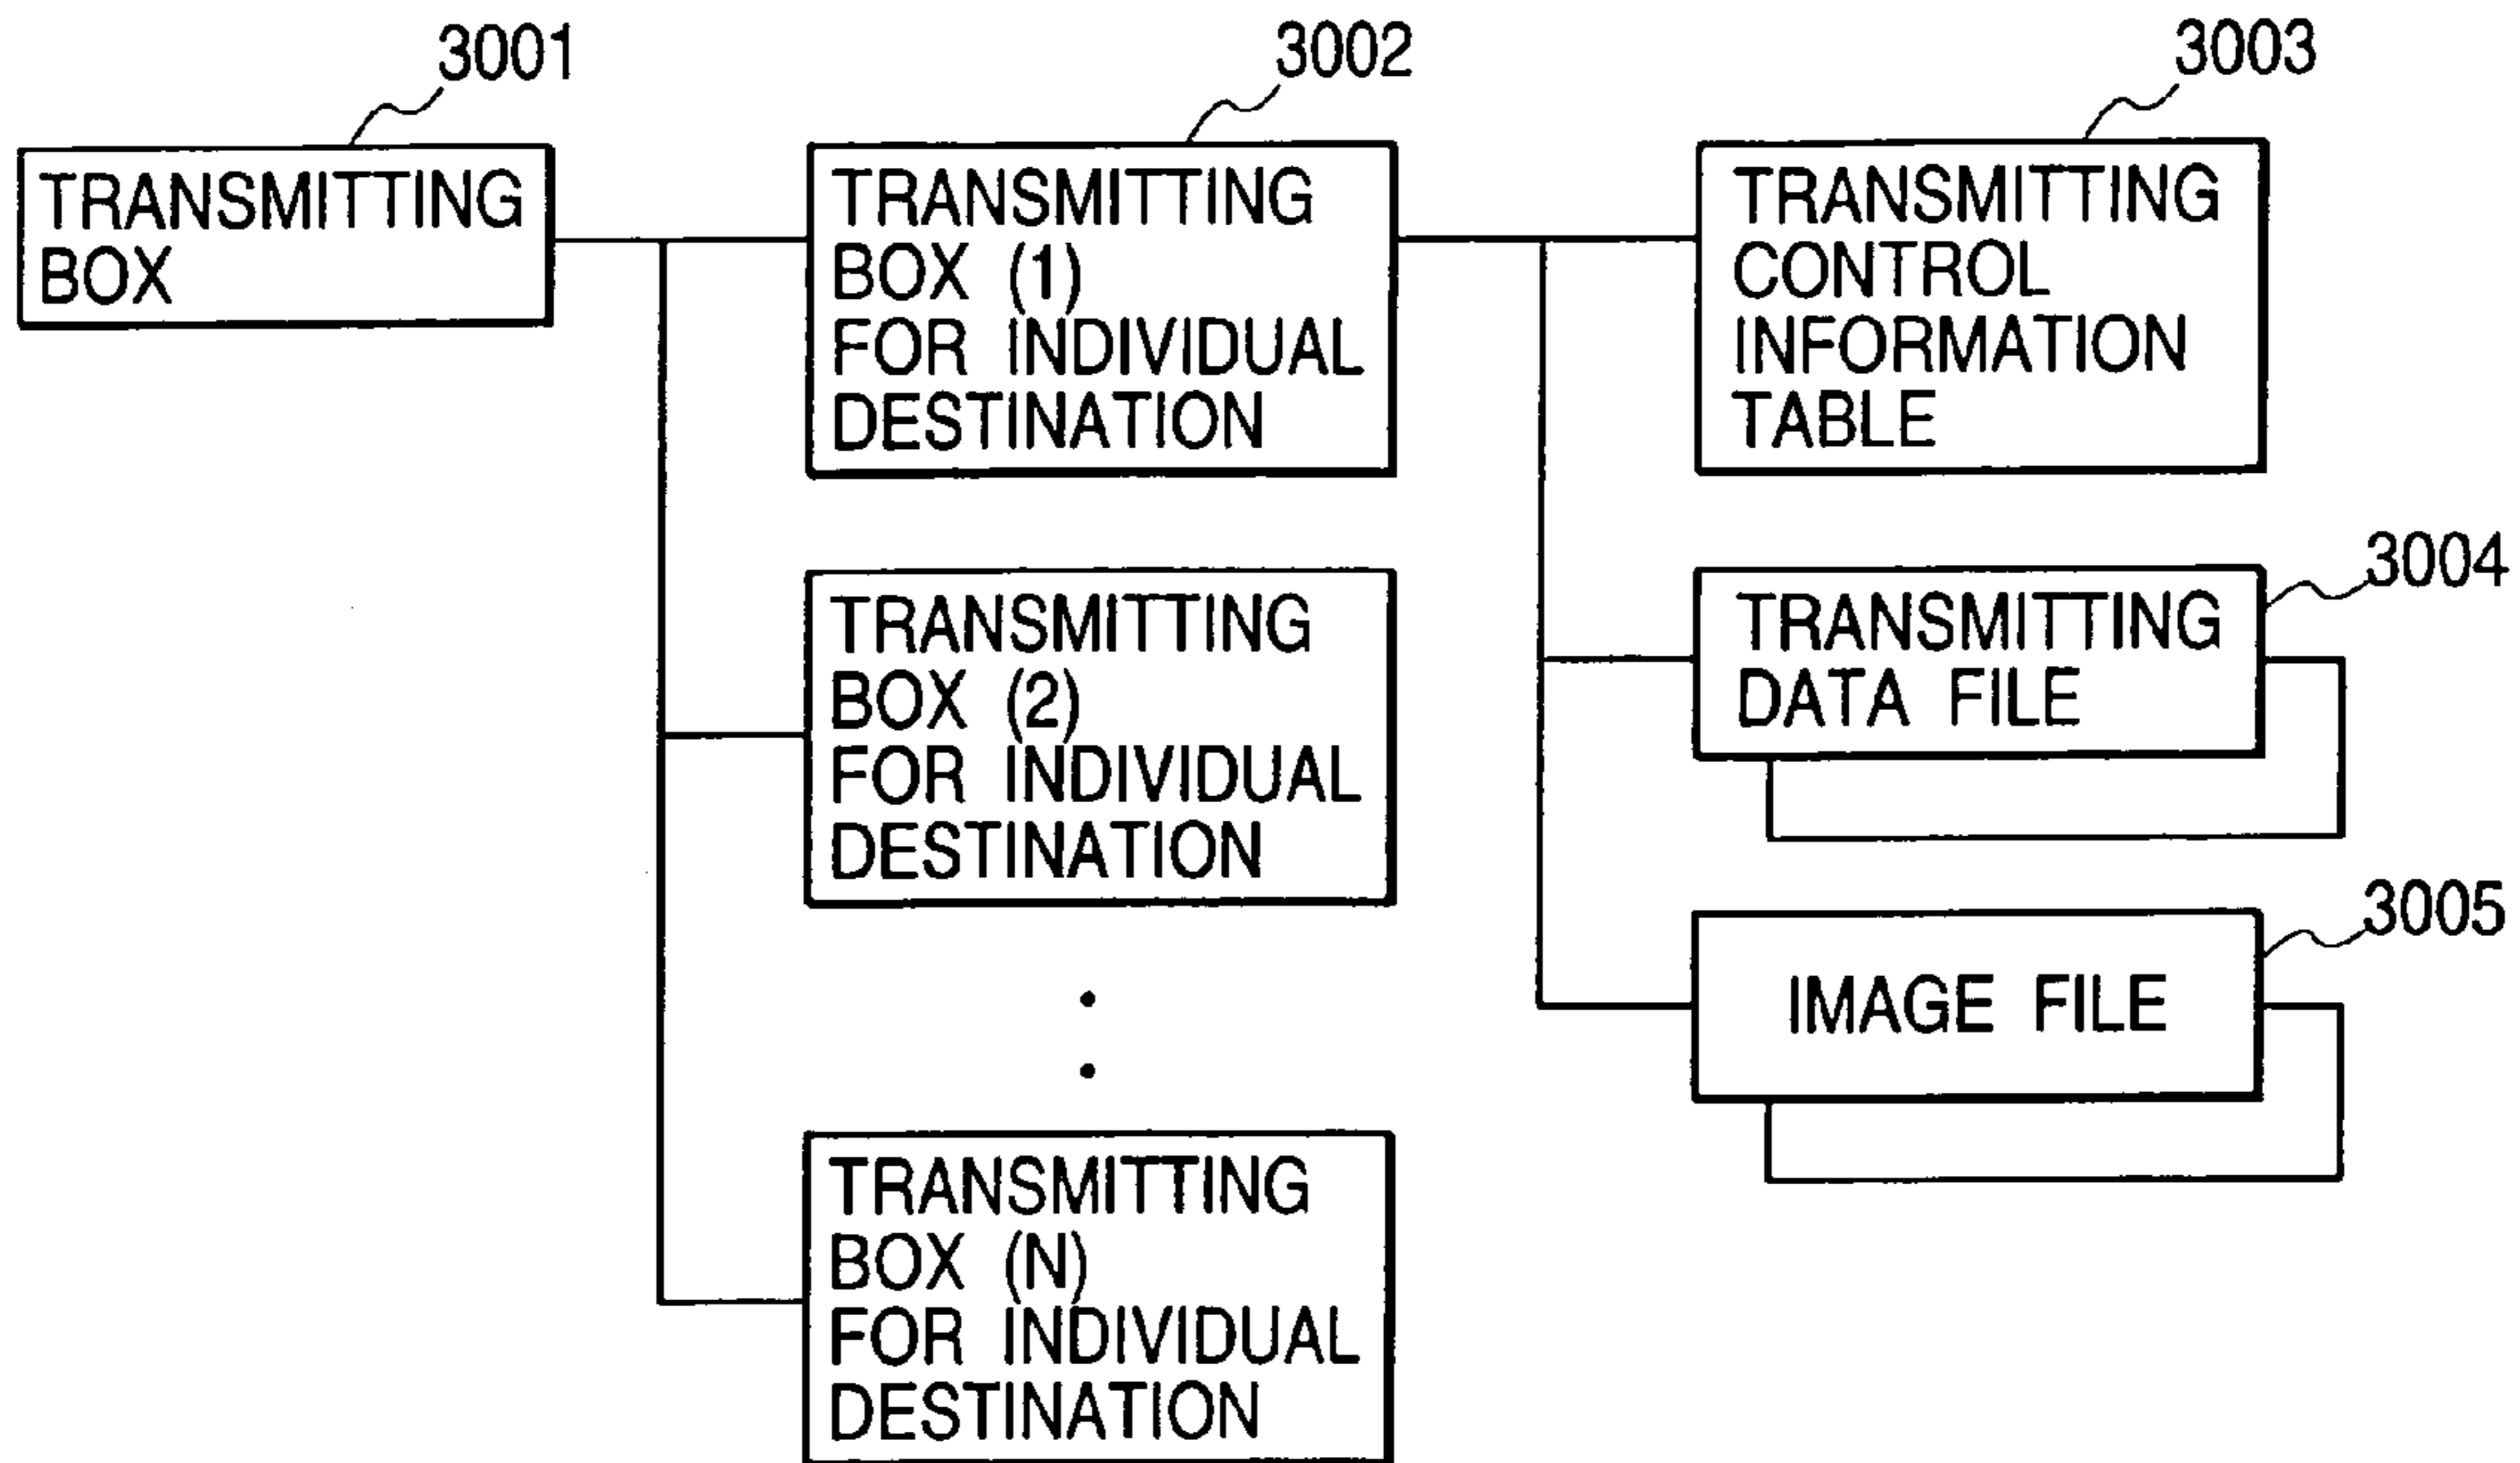 3001
3002
3003
TRANSMITTING
BOX
TRANSMITTING
BOX (1)
FOR INDIVIDUAL
DESTINATION
TRANSMITTING
CONTROL
INFORMATION
TABLE
TRANSMITTING
BOX (2)
FOR INDIVIDUAL
DESTINATION
3004
TRANSMITTING
DATA FILE
3005
IMAGE FILE
TRANSMITTING
BOX (N)
FOR INDIVIDUAL
DESTINATION